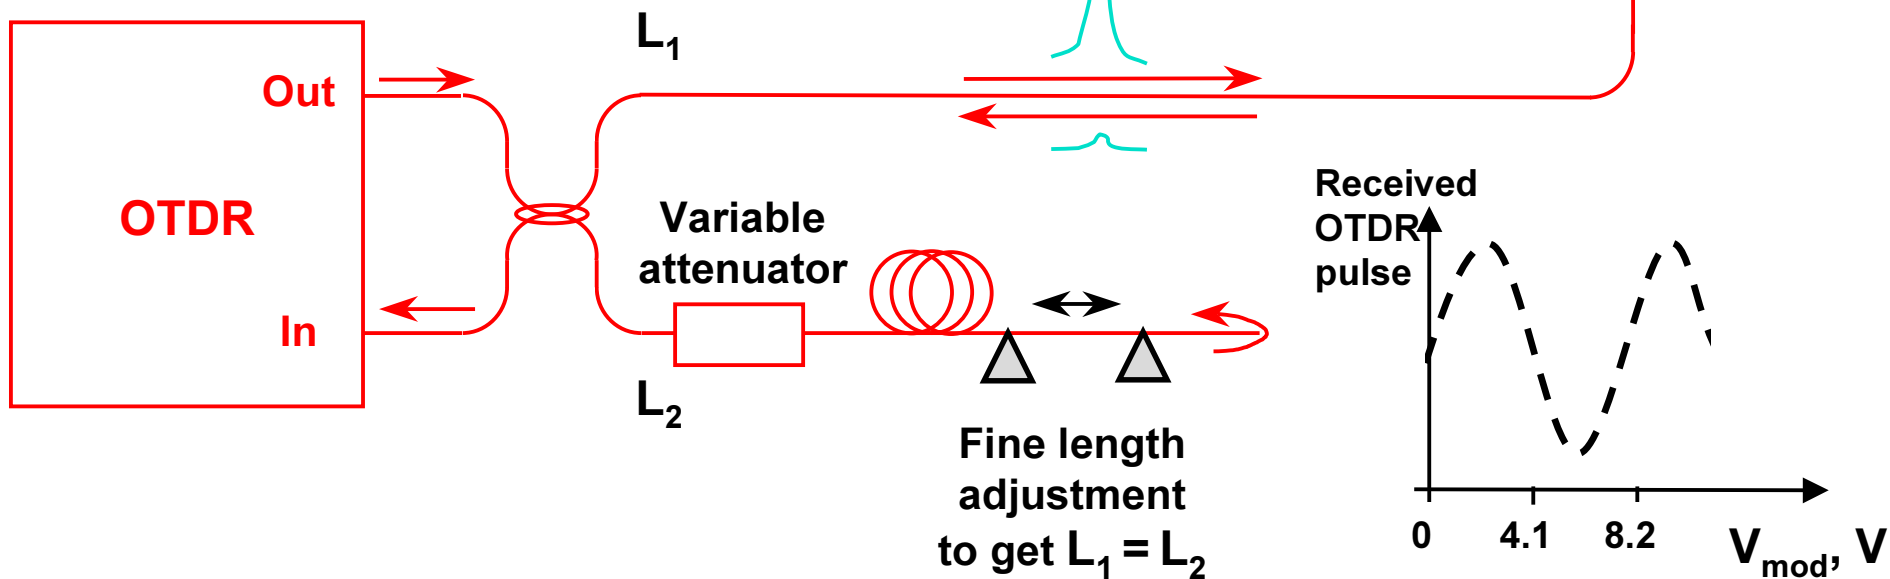 L₁
Out
OTDR
In
Variable
attenuator
L₂
Fine length
adjustment
to get L₁ = L₂
Received
OTDR
pulse
0 4.1 8.2 Vmod, V